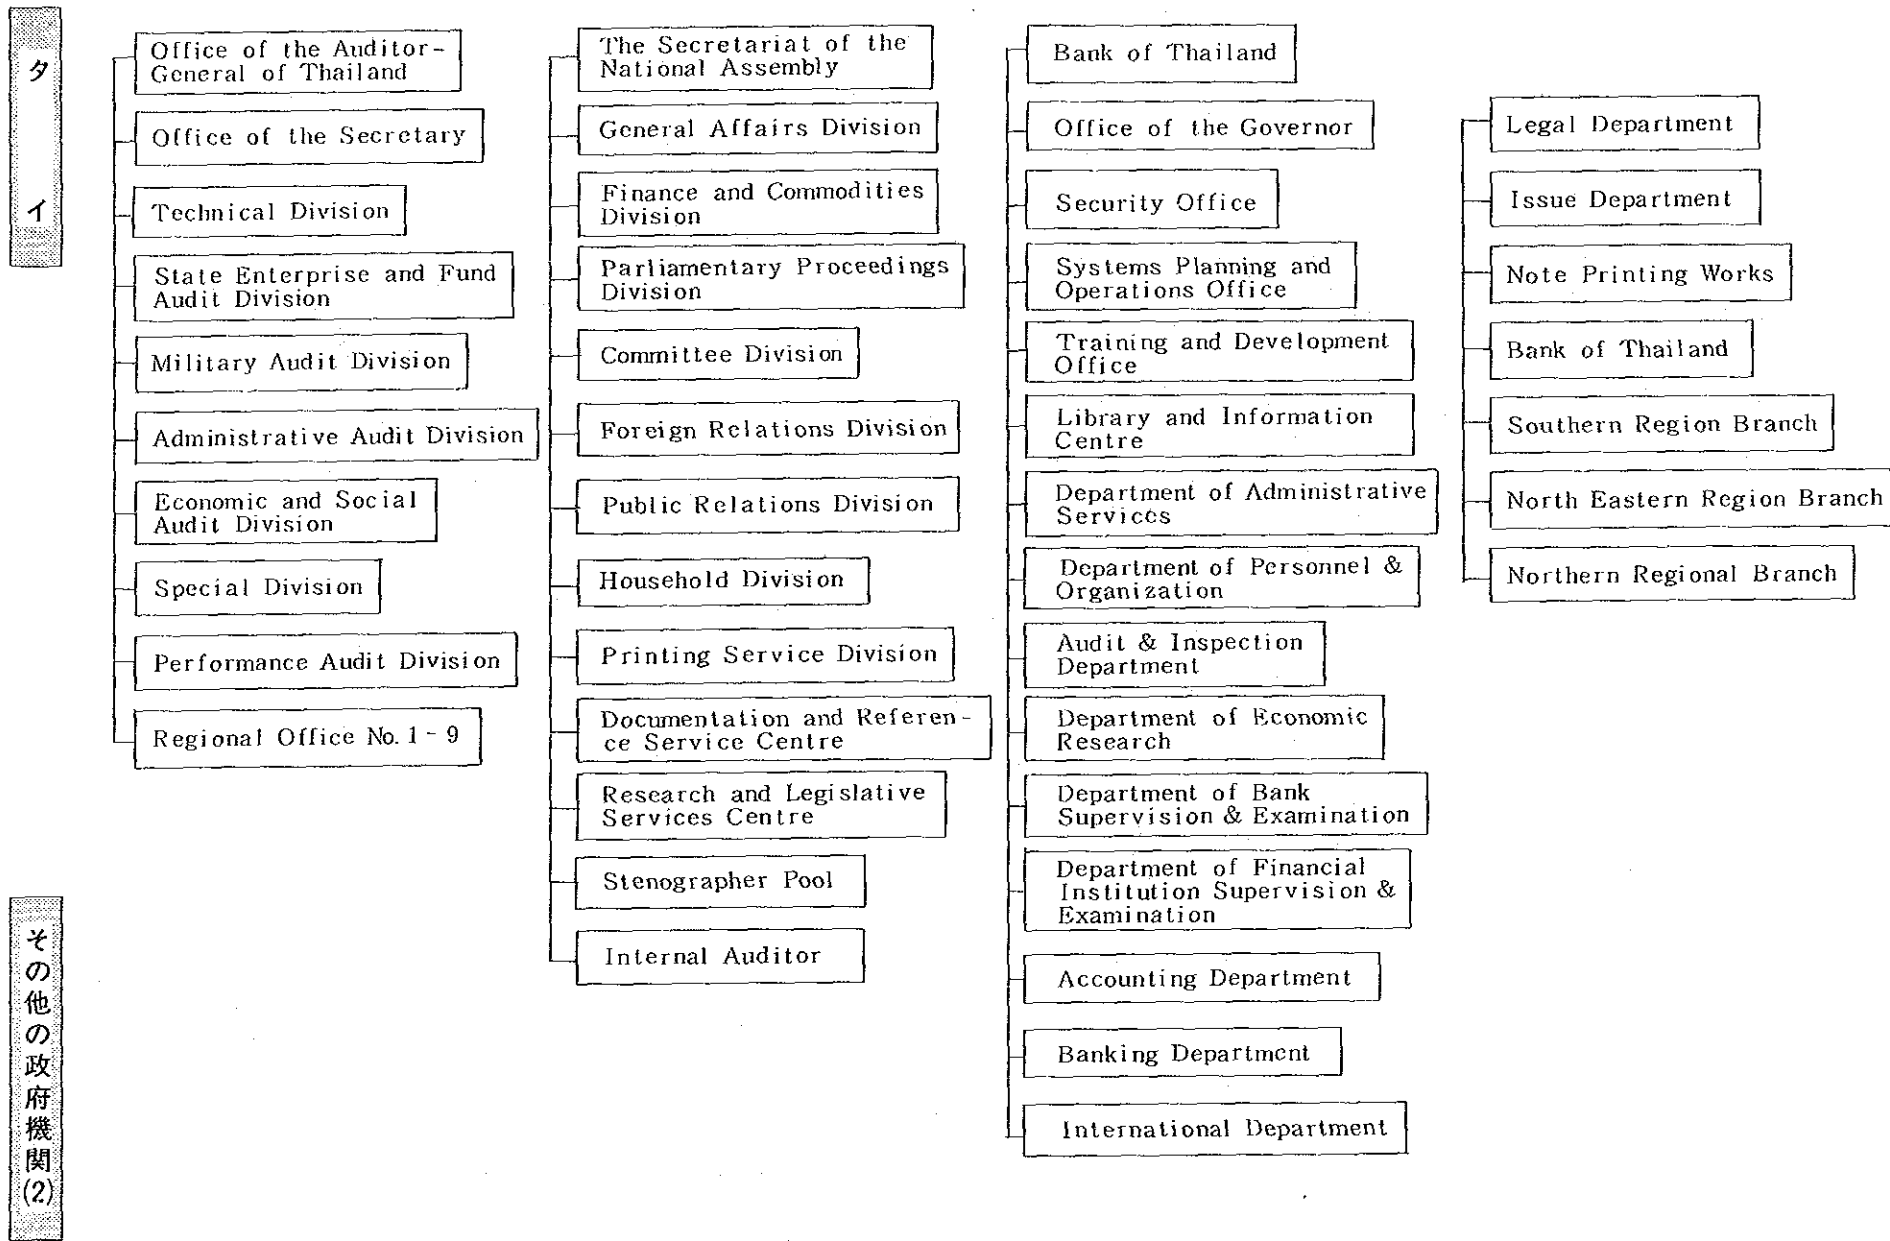 タイ
その他の政府機関(2)
Office of the Auditor-
General of Thailand
Office of the Secretary
Technical Division
State Enterprise and Fund
Audit Division
Military Audit Division
Administrative Audit Division
Economic and Social
Audit Division
Special Division
Performance Audit Division
Regional Office No. 1 - 9
The Secretariat of the
National Assembly
General Affairs Division
Finance and Commodities
Division
Parliamentary Proceedings
Division
Committee Division
Foreign Relations Division
Public Relations Division
Household Division
Printing Service Division
Documentation and Referen-
ce Service Centre
Research and Legislative
Services Centre
Stenographer Pool
Internal Auditor
Bank of Thailand
Office of the Governor
Security Office
Systems Planning and
Operations Office
Training and Development
Office
Library and Information
Centre
Department of Administrative
Services
Department of Personnel &
Organization
Audit & Inspection
Department
Department of Economic
Research
Department of Bank
Supervision & Examination
Department of Financial
Institution Supervision &
Examination
Accounting Department
Banking Department
International Department
Legal Department
Issue Department
Note Printing Works
Bank of Thailand
Southern Region Branch
North Eastern Region Branch
Northern Regional Branch